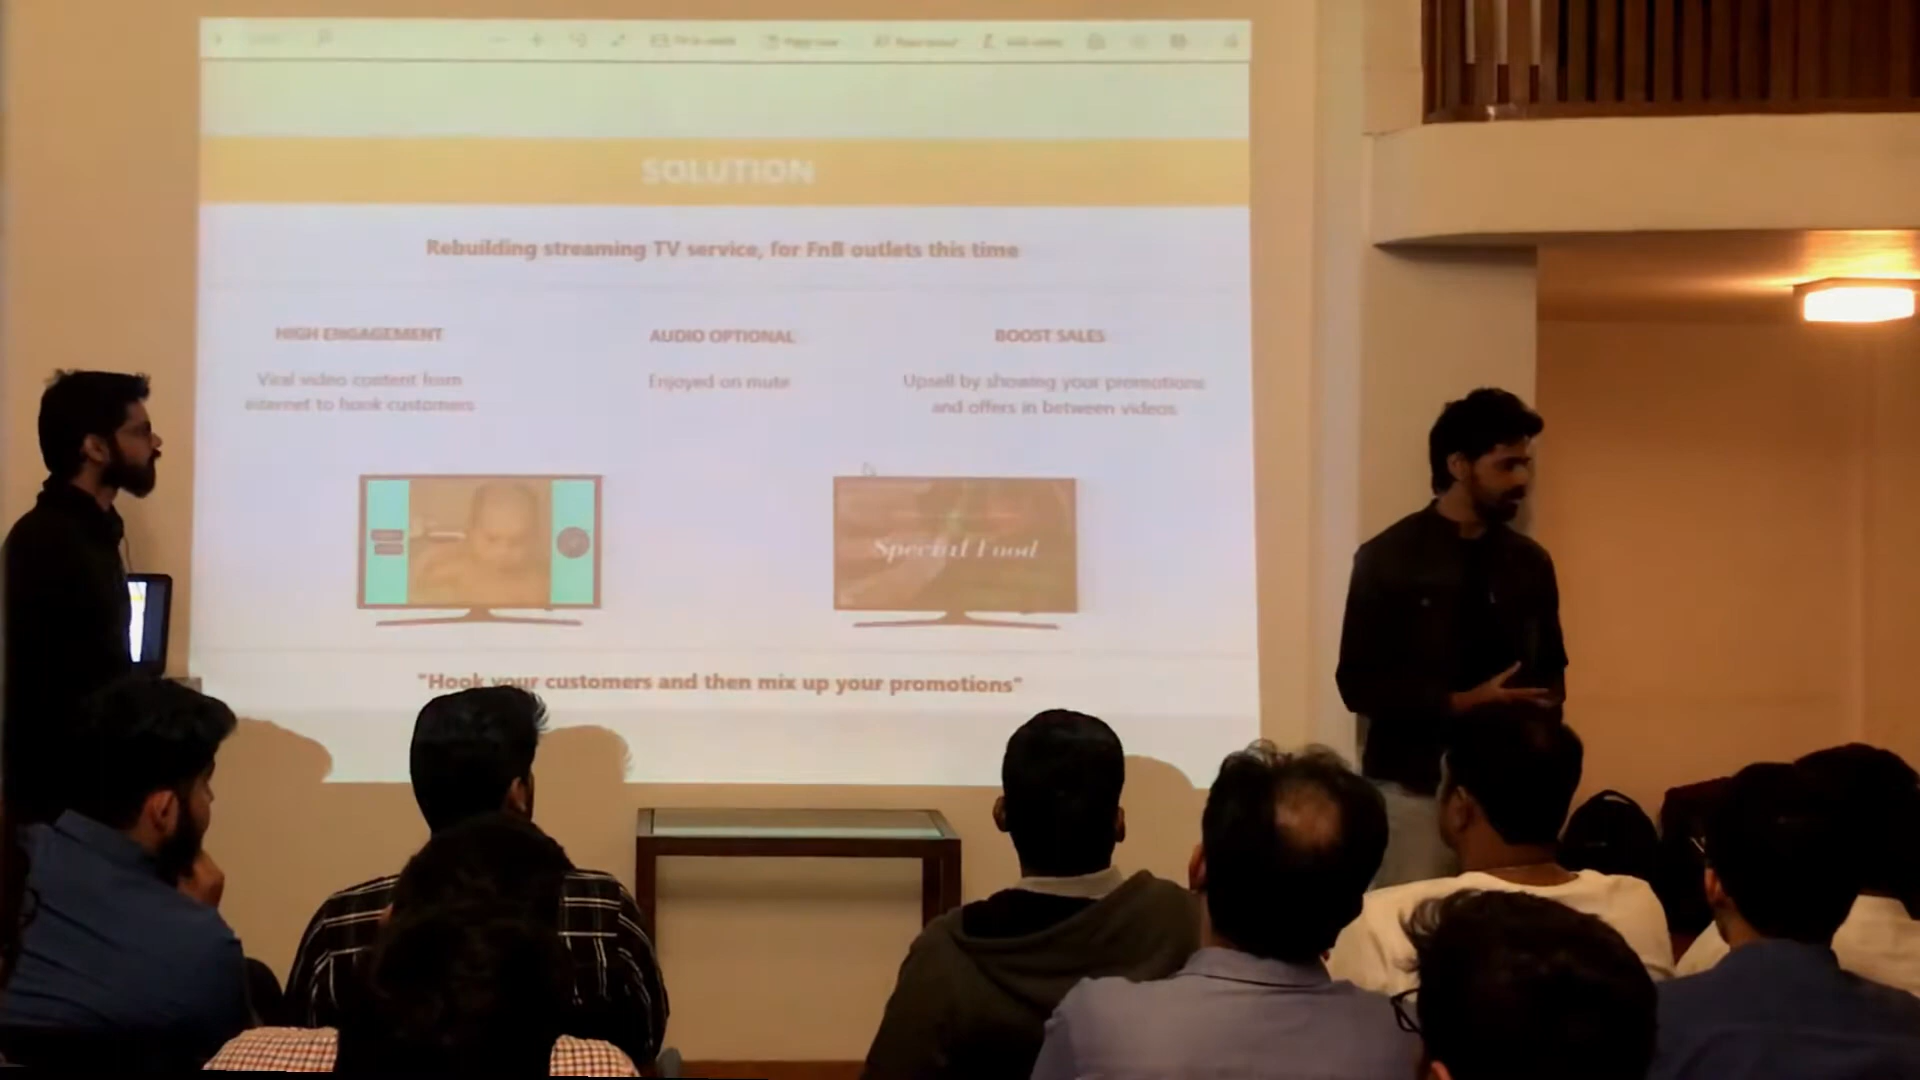 SOLUTION
Rebuilding streaming TV service, for FnB outlets this time
HIGH ENGAGEMENT
AUDIO OPTIONAL
BOOST SALES
Viral video content from
internet to hook customers
Enjoyed on mute
Upsell by showing your promotions
and offers in between videos
Special Food
"Hook your customers and then mix up your promotions"